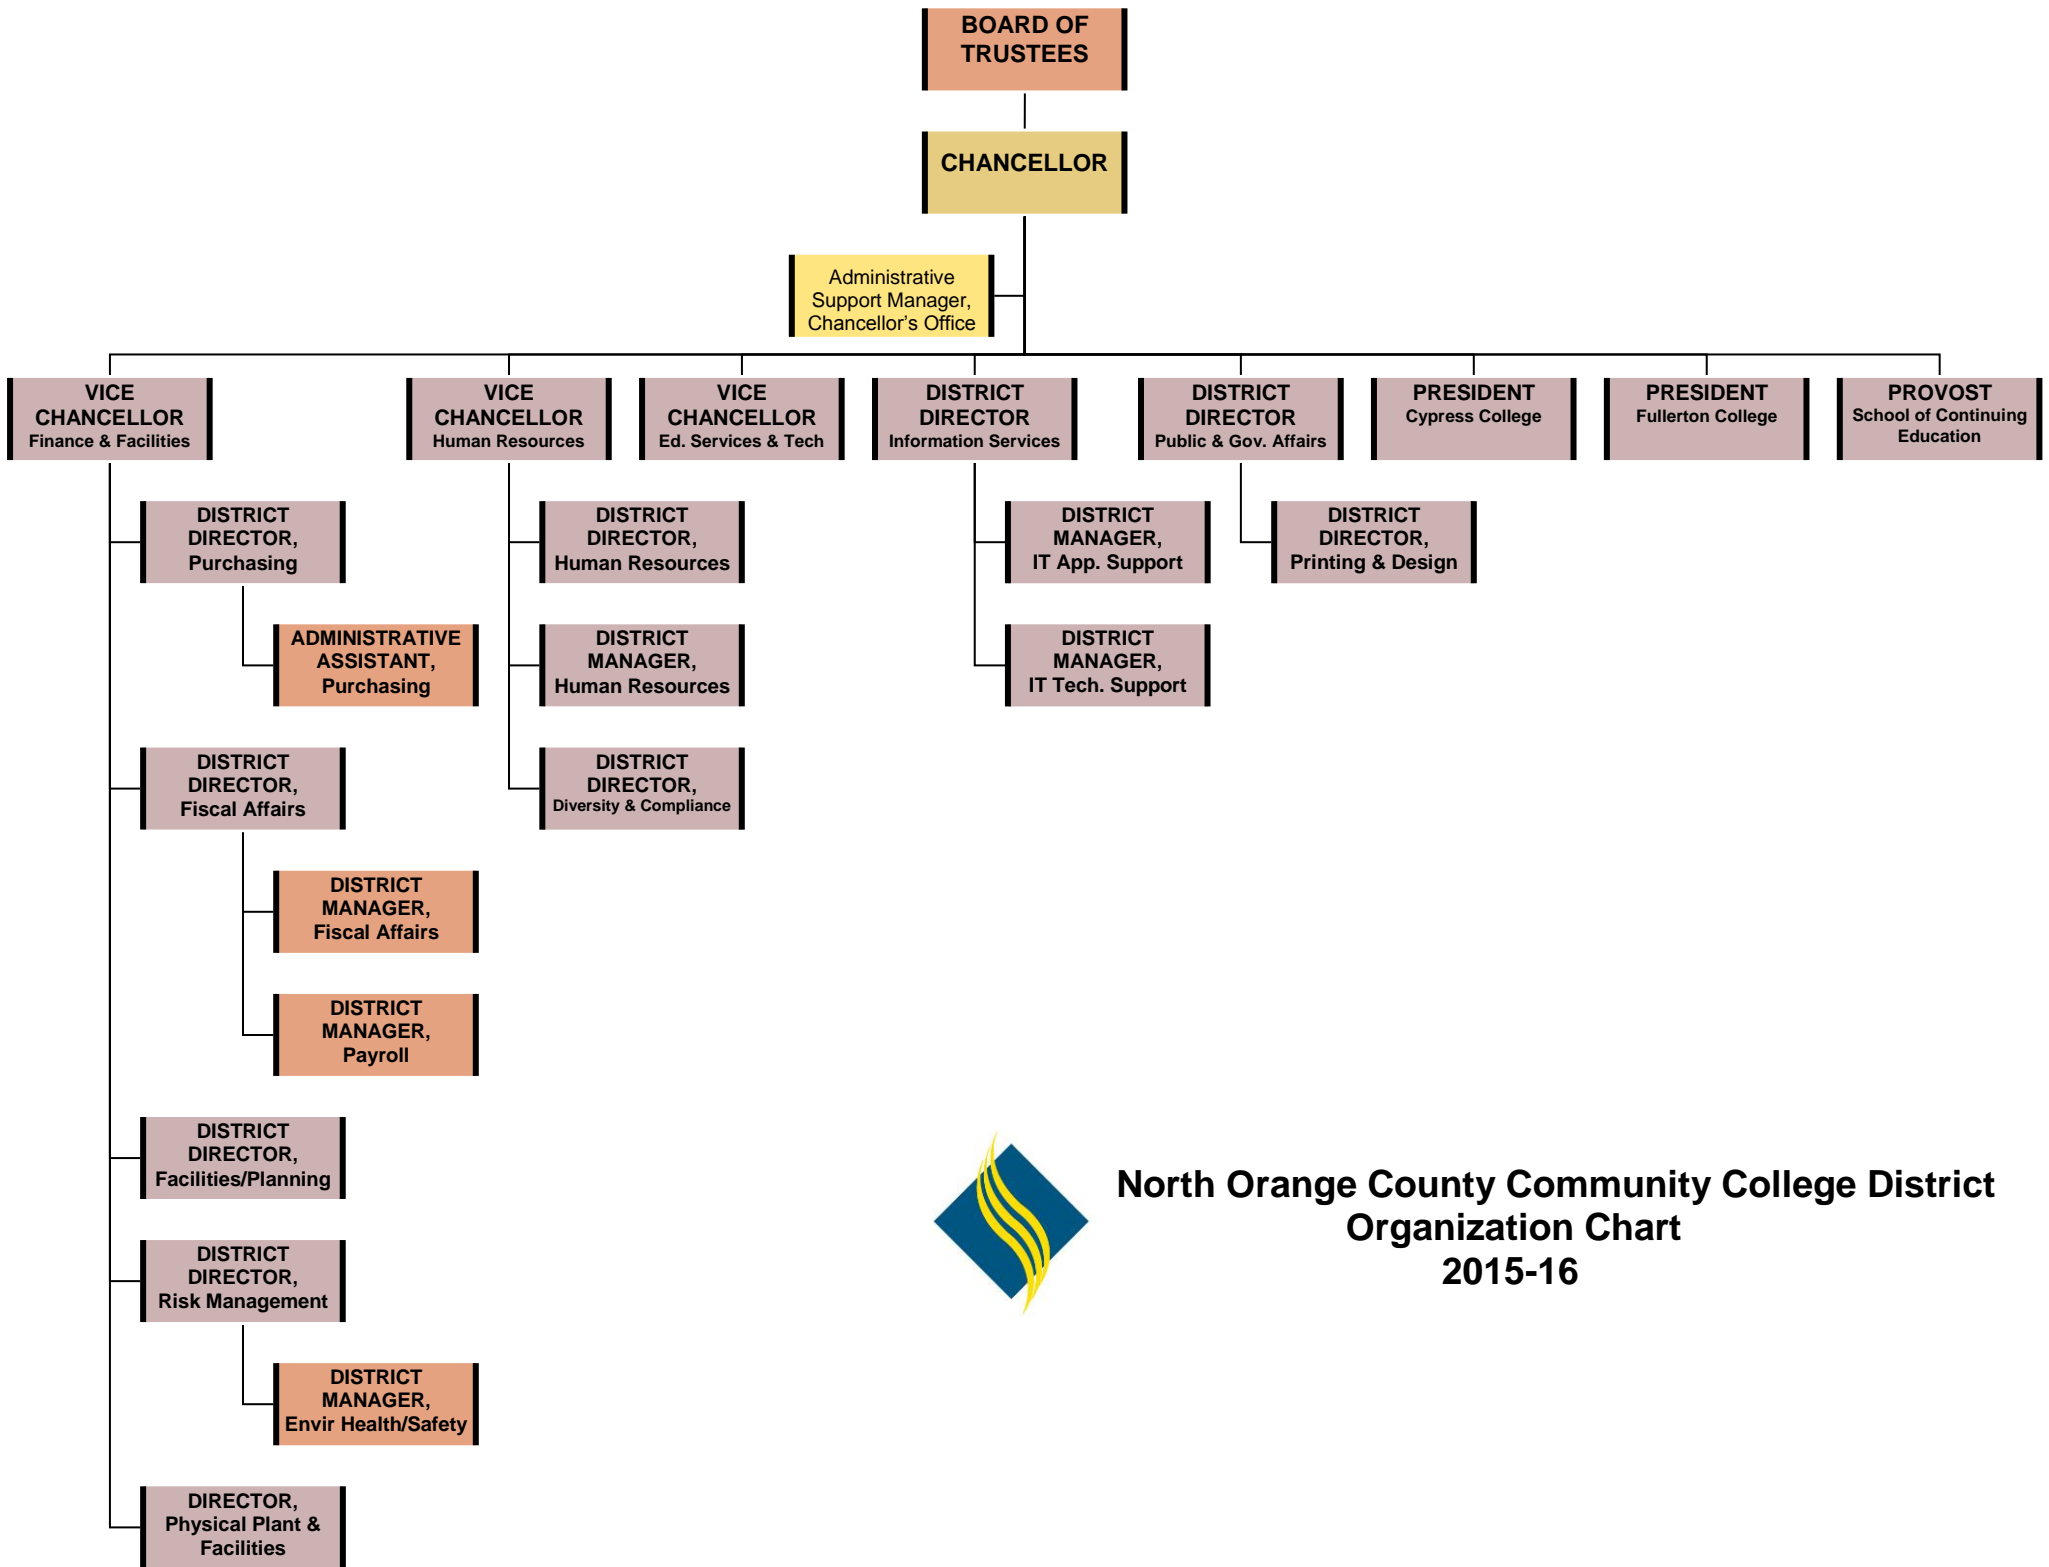 BOARD OF
TRUSTEES
CHANCELLOR
Administrative
Support Manager,
Chancellor’s Office
VICE
CHANCELLOR
Finance & Facilities
VICE
CHANCELLOR
Human Resources
VICE
CHANCELLOR
Ed. Services & Tech
DISTRICT
DIRECTOR
Information Services
DISTRICT
DIRECTOR
Public & Gov. Affairs
PRESIDENT
Cypress College
PRESIDENT
Fullerton College
PROVOST
School of Continuing
Education
DISTRICT
DIRECTOR,
Purchasing
ADMINISTRATIVE
ASSISTANT,
Purchasing
DISTRICT
DIRECTOR,
Fiscal Affairs
DISTRICT
MANAGER,
Fiscal Affairs
DISTRICT
MANAGER,
Payroll
DISTRICT
DIRECTOR,
Facilities/Planning
DISTRICT
DIRECTOR,
Risk Management
DISTRICT
MANAGER,
Envir Health/Safety
DIRECTOR,
Physical Plant &
Facilities
DISTRICT
DIRECTOR,
Human Resources
DISTRICT
MANAGER,
Human Resources
DISTRICT
DIRECTOR,
Diversity & Compliance
DISTRICT
MANAGER,
IT App. Support
DISTRICT
MANAGER,
IT Tech. Support
DISTRICT
DIRECTOR,
Printing & Design
North Orange County Community College District
Organization Chart
2015-16